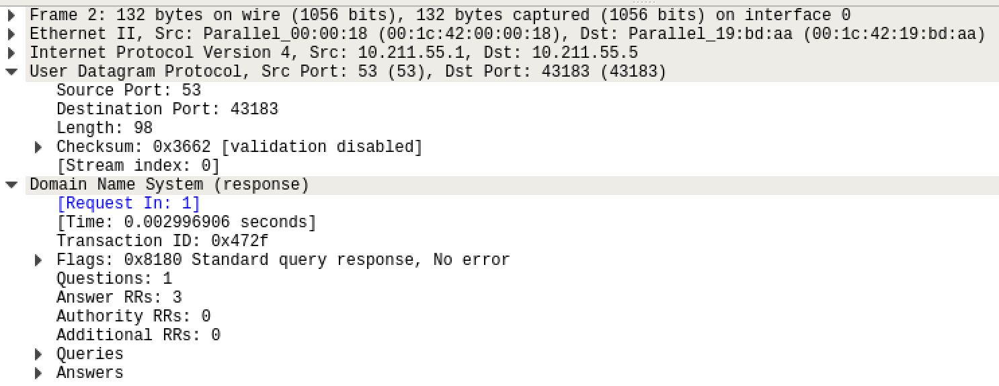 Frame 2: 132 bytes on wire (1056 bits), 132 bytes captured (1056 bits) on interface 0
Ethernet II, Src: Parallel_00:00:18 (00:1c:42:00:00:18), Dst: Parallel_19:bd:aa (00:1c:42:19:bd:aa)
Internet Protocol Version 4, Src: 10.211.55.1, Dst: 10.211.55.5
User Datagram Protocol, Src Port: 53 (53), Dst Port: 43183 (43183)
Source Port: 53
Destination Port: 43183
Length: 98
Checksum: 0x3662 [validation disabled]
[Stream index: 0]
Domain Name System (response)
[Request In: 1]
[Time: 0.002996906 seconds]
Transaction ID: 0x472f
Flags: 0x8180 Standard query response, No error
Questions: 1
Answer RRs: 3
Authority RRs: 0
Additional RRs: 0
Queries
Answers